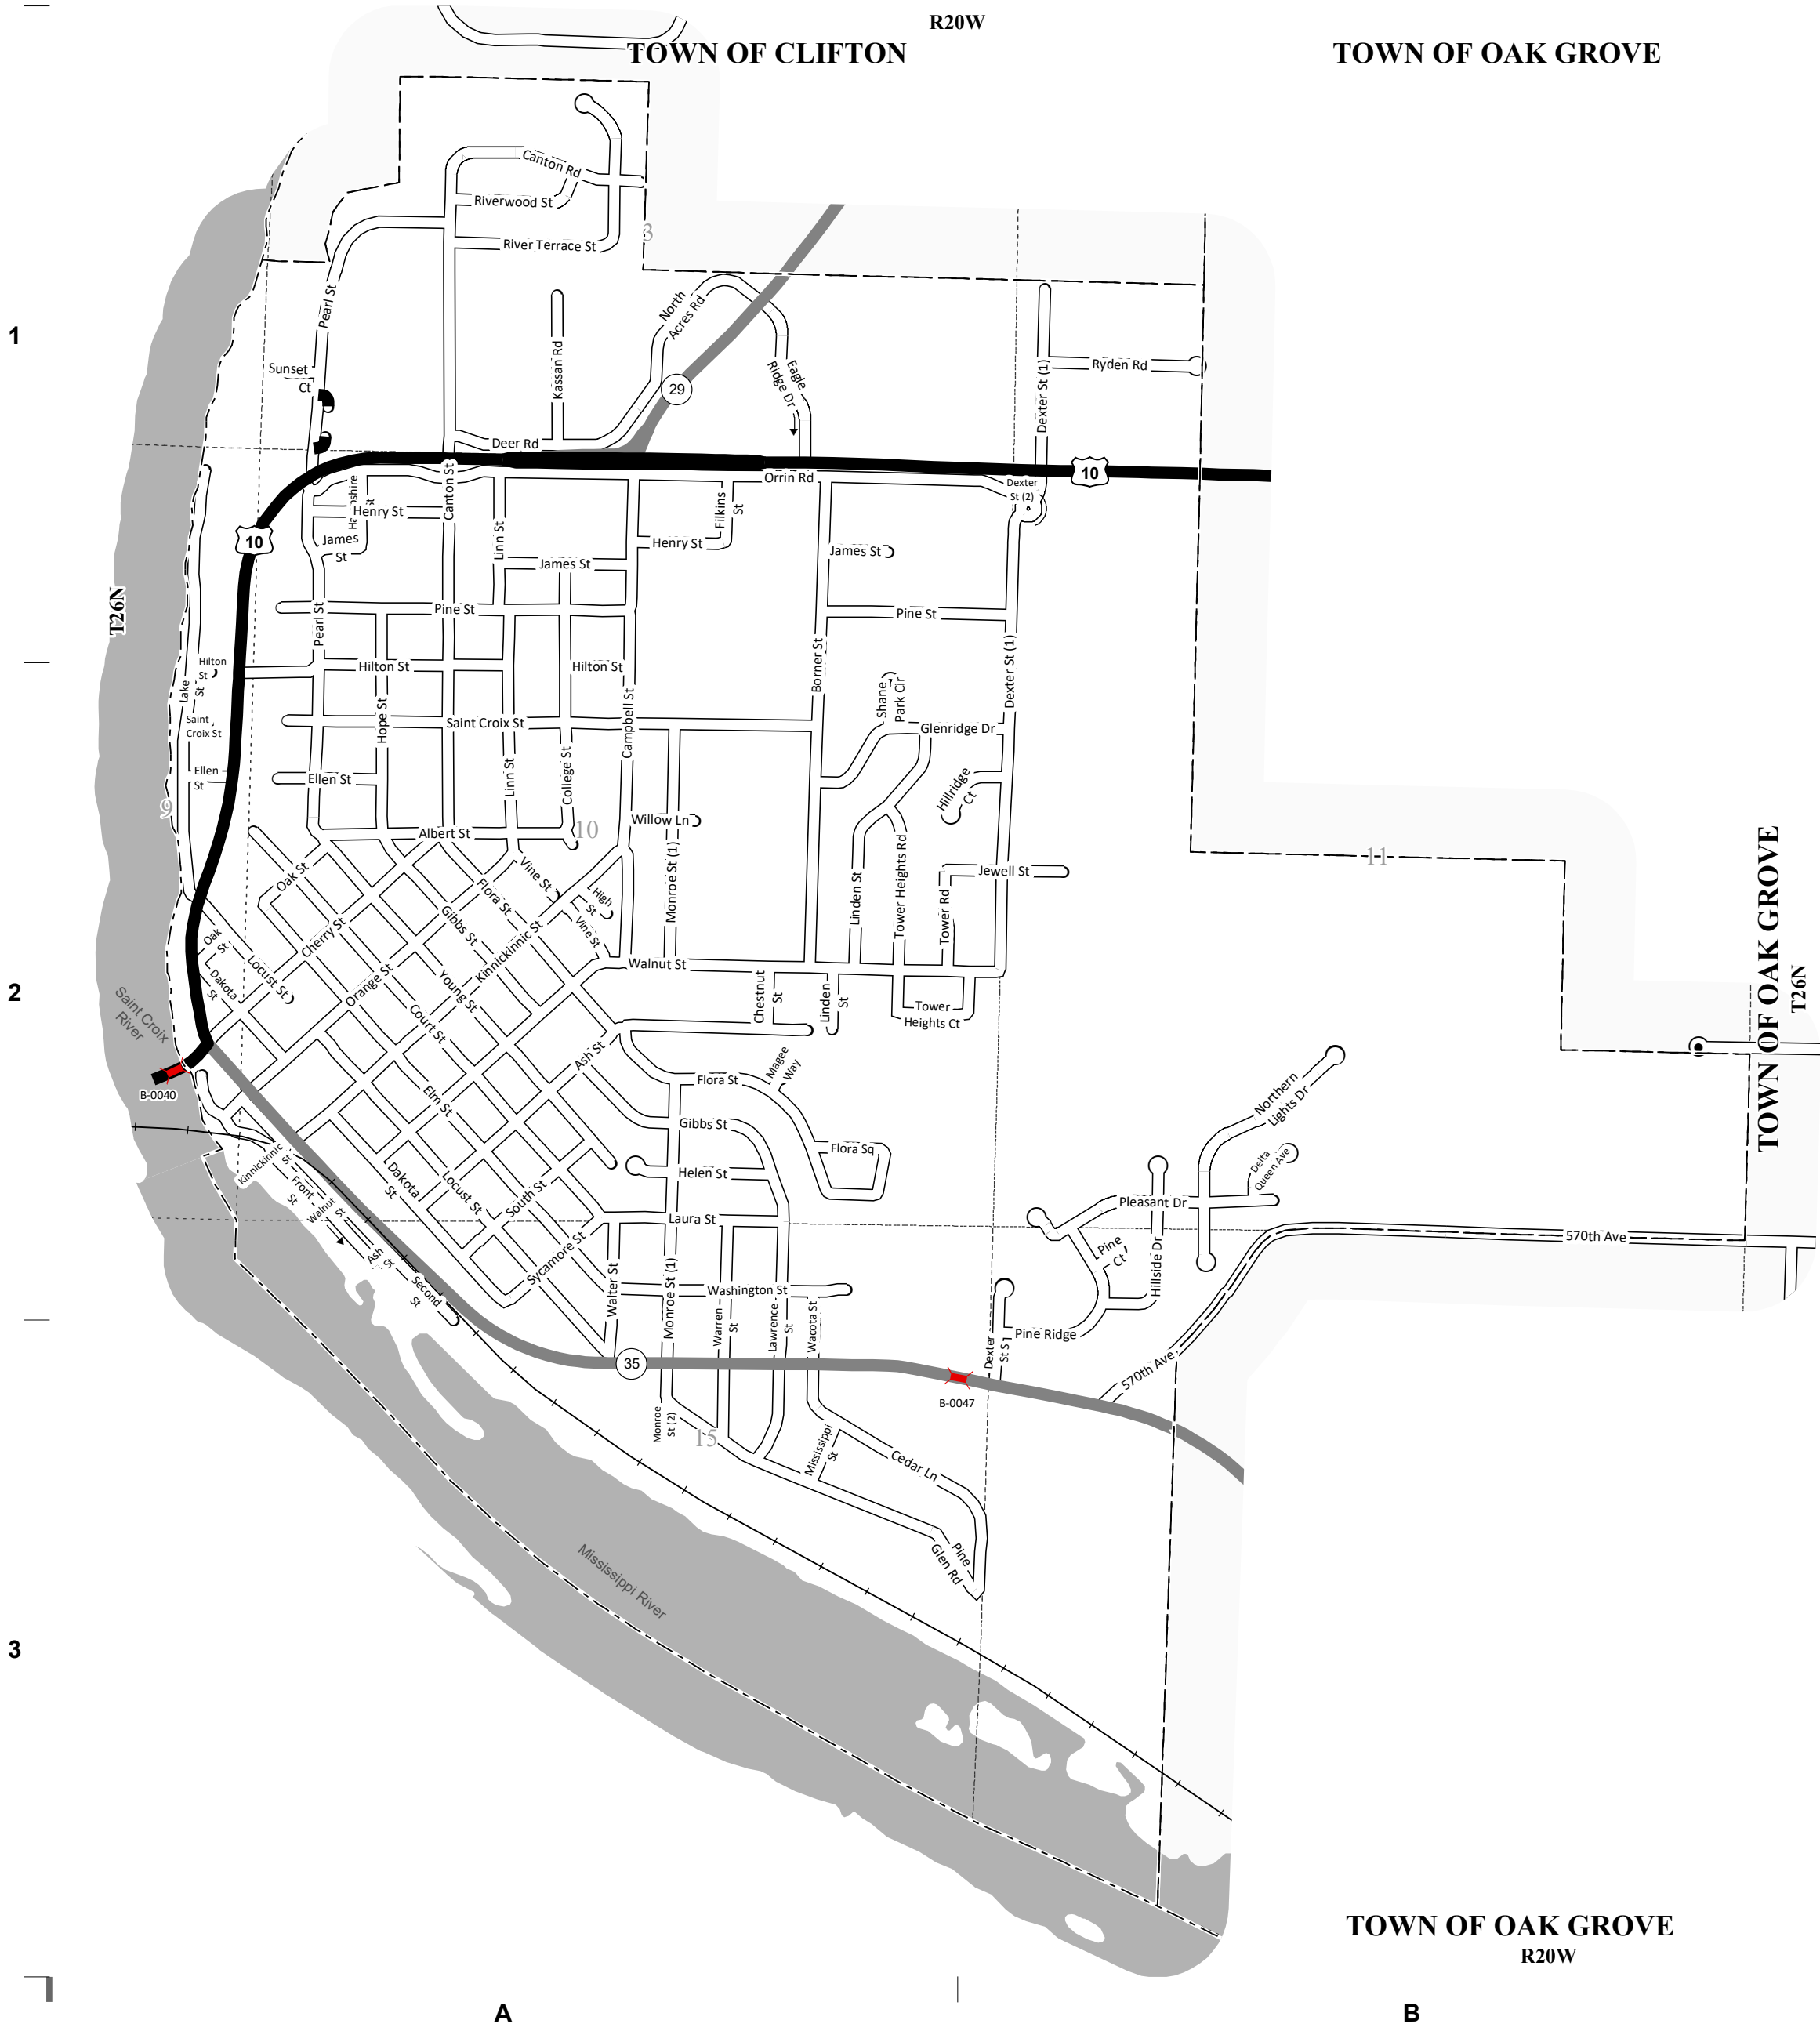 R20W
TOWN OF CLIFTON
TOWN OF OAK GROVE
Canton Rd
Riverwood St
River Terrace St
3
Pearl St
North
Acres Rd
1
Kassan Rd
Sunset
Ct
29
Eagle
Ridge Dr
Dexter St (1)
Ryden Rd
Deer Rd
10
Canton St
Orrin Rd
Dexter
St (2)
Henry St
Filkins
St
10
James
St
Linn St
Henry St
James St
James St
T26N
Pearl St
Pine St
Pine St
Hilton
St
Hilton St
Hilton St
Borner St
Dexter St (1)
Lake
St
Saint
Croix St
Hope St
Saint Croix St
Campbell St
Shane
Park Cir
Glenridge Dr
Ellen
St
Ellen St
Linn St
College St
Hillridge
Ct
9
Albert St
10
Willow Ln
11
Oak St
Vine St
Flora St
High
St
Monroe St (1)
Linden St
Tower Heights Rd
Tower Rd
Jewell St
TOWN OF OAK GROVE
T26N
Oak
St
Cherry St
Gibbs St
Kinnickinnic St
Vine St
Walnut St
Locust St
Dakota
St
Orange St
Young St
Chestnut
St
Linden
St
Tower
Heights Ct
2
Saint Croix
River
Court St
Ash St
B-0040
Elm St
Flora St
Magee
Way
Northern
Lights Dr
Gibbs St
Flora Sq
Kinnickinnic
St
Front
St
Dakota
St
Locust St
South St
Helen St
Delta
Queen Ave
Walnut
St
Laura St
Pleasant Dr
Ash
St
Sycamore St
Pine
Ct
Hillside Dr
570th Ave
Second
St
Walter St
Monroe St (1)
Washington St
Warren
St
Lawrence
St
Wacota St
Dexter
St S
Pine Ridge
35
570th Ave
B-0047
Monroe
St (2)
15
Mississippi
St
Cedar Ln
Pine
Glen Rd
Mississippi River
3
TOWN OF OAK GROVE
R20W
A
B